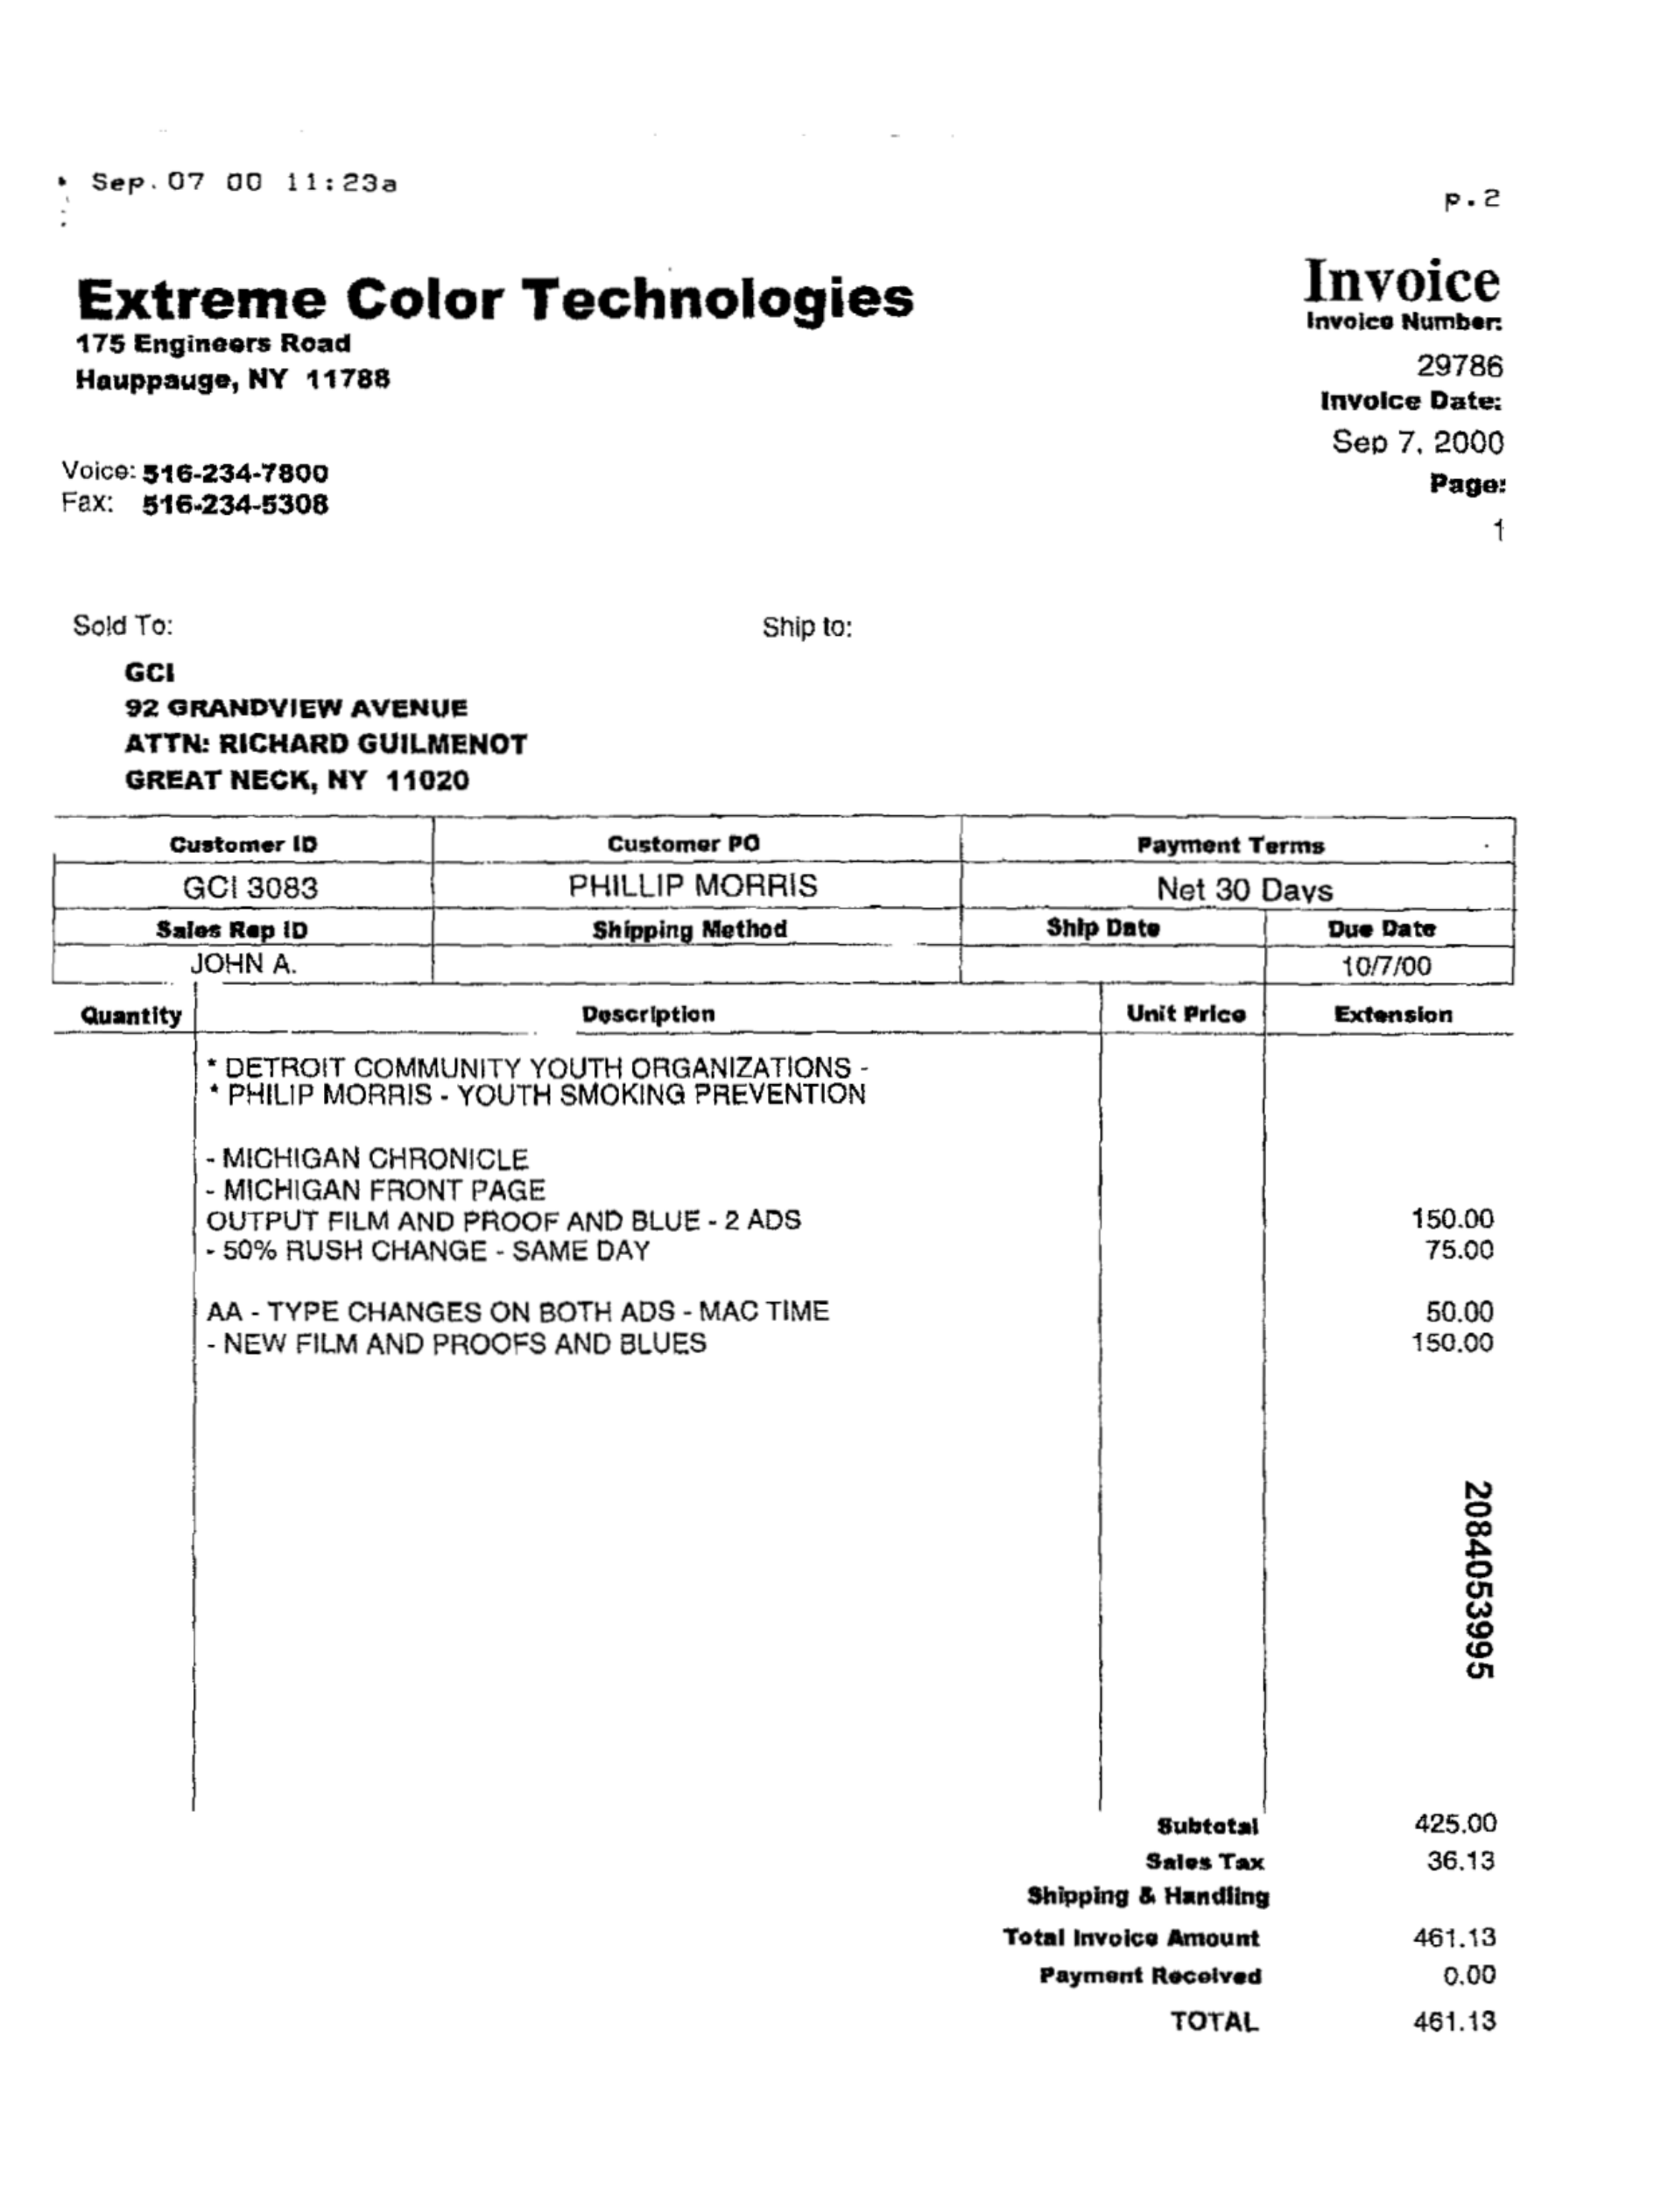 Sep.07 00 11:23a
p.2
Extreme Color Technologies
175 Engineers Road
Hauppauge, NY 11788
Voice: 516-234-7800
Fax: 516-234-5308
Invoice
Invoice Number:
29786
Invoice Date:
Sep 7, 2000
Page:
1
Sold To:
GCI
92 GRANDVIEW AVENUE
ATTN: RICHARD GUILMENOT
GREAT NECK, NY 11020
Ship to:
Customer ID Customer PO Payment Terms
GCI 3083 PHILLIP MORRIS Net 30 Days
Sales Rep ID Shipping Method Ship Date Due Date
JOHN A. 10/7/00
Quantity Description Unit Price Extension
* DETROIT COMMUNITY YOUTH ORGANIZATIONS -
* PHILIP MORRIS - YOUTH SMOKING PREVENTION
- MICHIGAN CHRONICLE
- MICHIGAN FRONT PAGE
OUTPUT FILM AND PROOF AND BLUE - 2 ADS 150.00
- 50% RUSH CHANGE - SAME DAY 75.00
AA - TYPE CHANGES ON BOTH ADS - MAC TIME 50.00
- NEW FILM AND PROOFS AND BLUES 150.00
2084053995
Subtotal 425.00
Sales Tax 36.13
Shipping & Handling
Total Invoice Amount 461.13
Payment Received 0.00
TOTAL 461.13